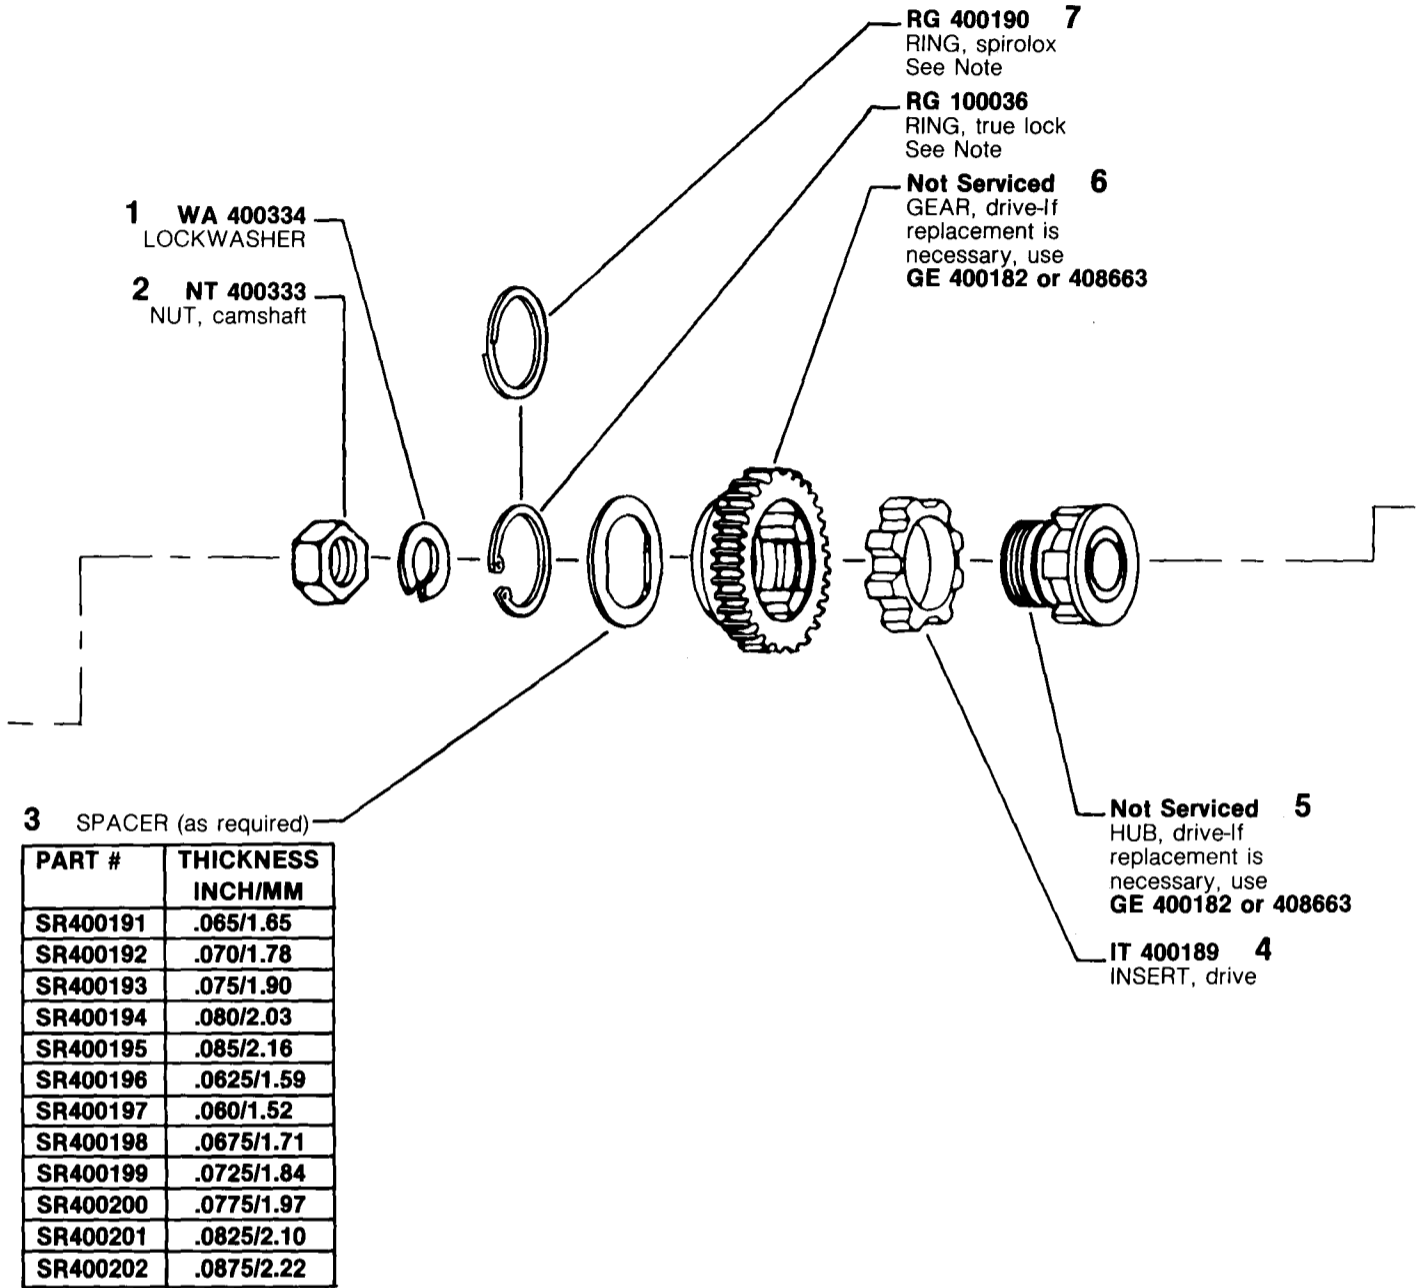 RG 400190 7
RING, spirolox
See Note
RG 100036
RING, true lock
See Note
Not Serviced 6
GEAR, drive-If
replacement is
necessary, use
GE 400182 or 408663
1 WA 400334
LOCKWASHER
2 NT 400333
NUT, camshaft
3 SPACER (as required)
PART # THICKNESS
INCH/MM
SR400191 .065/1.65
SR400192 .070/1.78
SR400193 .075/1.90
SR400194 .080/2.03
SR400195 .085/2.16
SR400196 .0625/1.59
SR400197 .060/1.52
SR400198 .0675/1.71
SR400199 .0725/1.84
SR400200 .0775/1.97
SR400201 .0825/2.10
SR400202 .0875/2.22
Not Serviced 5
HUB, drive-If
replacement is
necessary, use
GE 400182 or 408663
IT 400189 4
INSERT, drive